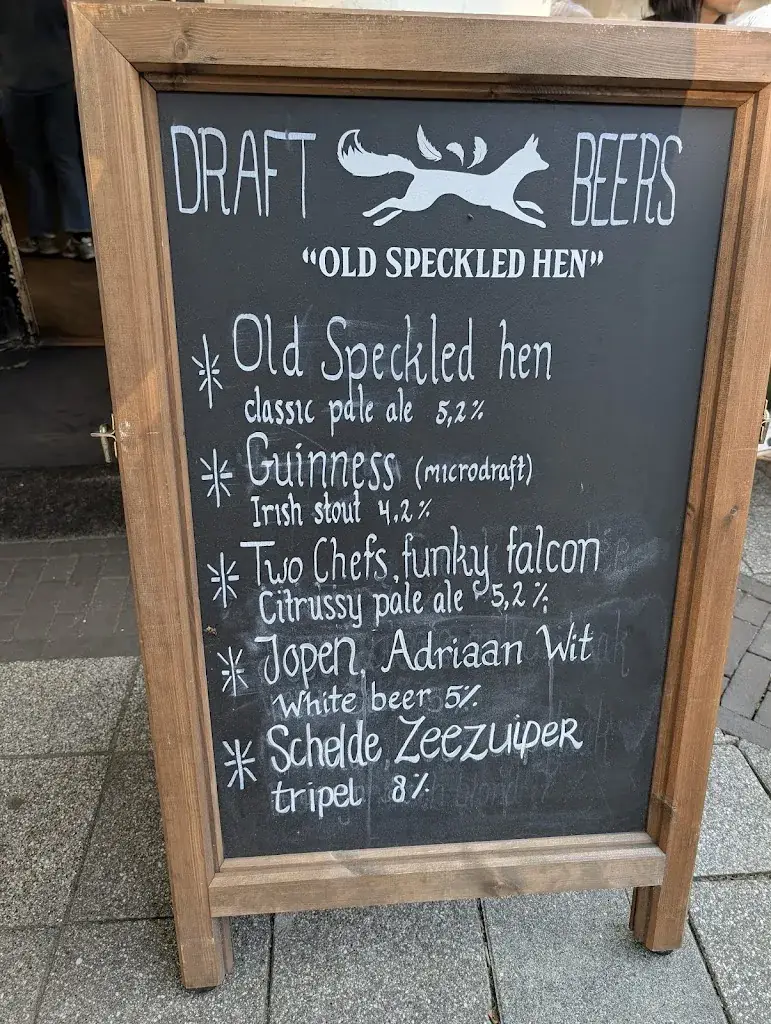 DRAFT BEERS
"OLD SPECKLED HEN"
Old Speckled hen
classic pale ale 5,2%
Guinness (microdraft)
Irish stout 4,2%
Two Chefs, funky falcon
Citrussy pale ale 5,2%
Jopen, Adriaan Wit
White beer 5%
Schelde Zeezuiper
tripel 8%